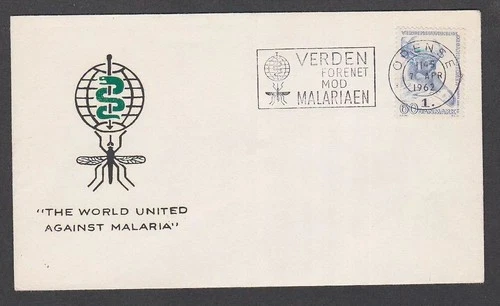 VERDEN
FORENET
MOD
MALARIAEN
ODENSE
7 APR
1962
1.
60
"THE WORLD UNITED
AGAINST MALARIA"